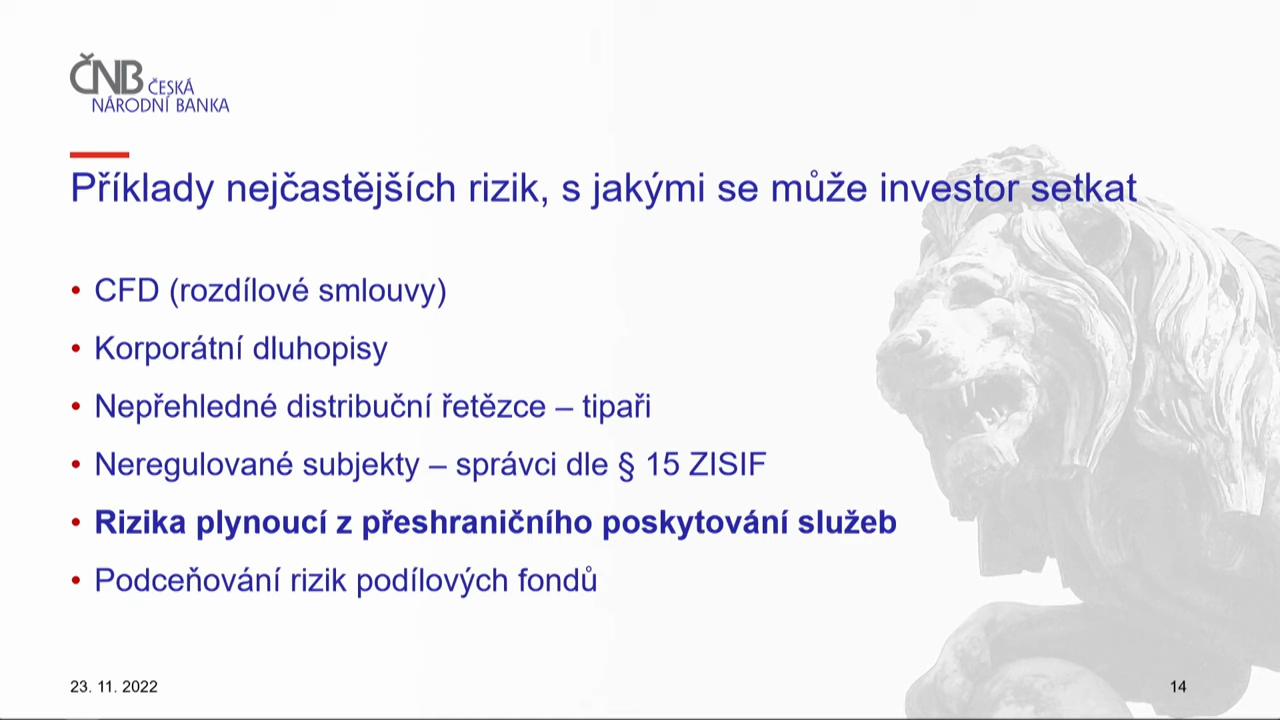 ČNB ČESKÁ
NÁRODNÍ BANKA
Příklady nejčastějších rizik, s jakými se může investor setkat
• CFD (rozdílové smlouvy)
• Korporátní dluhopisy
• Nepřehledné distribuční řetězce – tipaři
• Neregulované subjekty – správci dle § 15 ZISIF
• Rizika plynoucí z přeshraničního poskytování služeb
• Podceňování rizik podílových fondů
23. 11. 2022
14